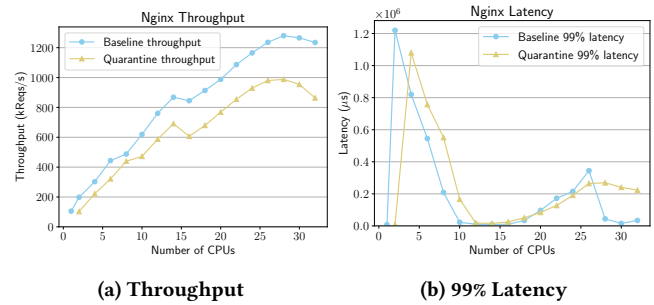 Nginx Throughput
Baseline throughput
Quarantine throughput
Throughput (kReqs/s)
1200
1000
800
600
400
200
0
0 5 10 15 20 25 30
Number of CPUs
(a) Throughput
Nginx Latency
×10⁶
Baseline 99% latency
Quarantine 99% latency
Latency (μs)
1.2
1.0
0.8
0.6
0.4
0.2
0.0
0 5 10 15 20 25 30
Number of CPUs
(b) 99% Latency